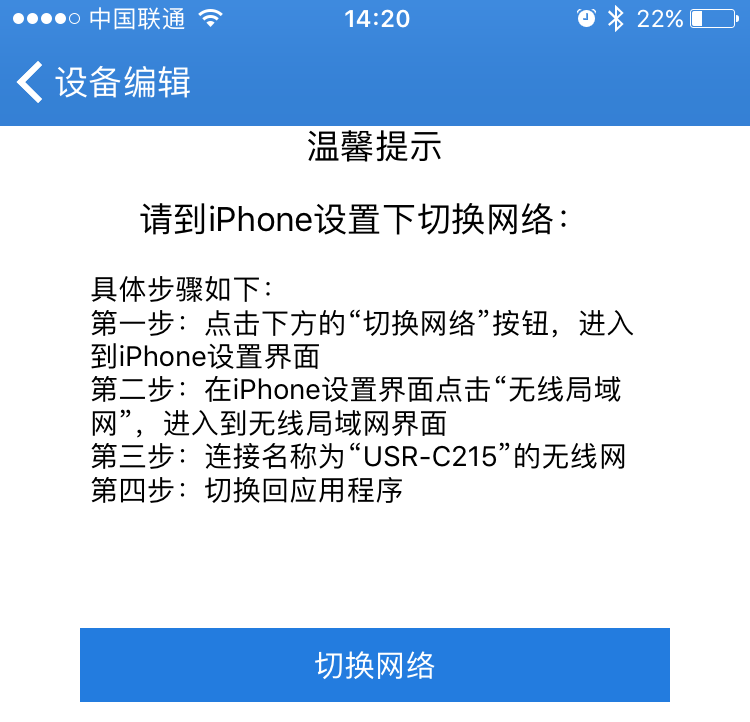 中国联通 14:20 22%
设备编辑
温馨提示
请到iPhone设置下切换网络：
具体步骤如下：
第一步：点击下方的“切换网络”按钮，进入
到iPhone设置界面
第二步：在iPhone设置界面点击“无线局域
网”，进入到无线局域网界面
第三步：连接名称为“USR-C215”的无线网
第四步：切换回应用程序
切换网络